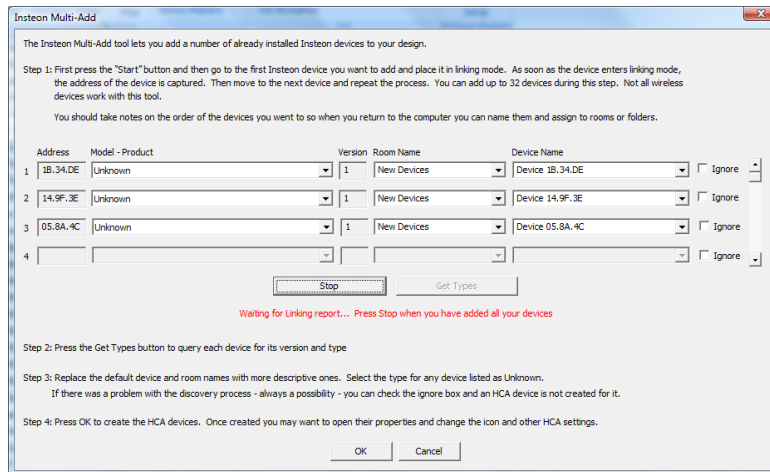 Insteon Multi-Add
The Insteon Multi-Add tool lets you add a number of already installed Insteon devices to your design.
Step 1: First press the "Start" button and then go to the first Insteon device you want to add and place it in linking mode. As soon as the device enters linking mode,
the address of the device is captured. Then move to the next device and repeat the process. You can add up to 32 devices during this step. Not all wireless
devices work with this tool.
You should take notes on the order of the devices you went to so when you return to the computer you can name them and assign to rooms or folders.
Address Model - Product Version Room Name Device Name
1 1B.34.DE Unknown 1 New Devices Device 1B.34.DE Ignore
2 14.9F.3E Unknown 1 New Devices Device 14.9F.3E Ignore
3 05.8A.4C Unknown 1 New Devices Device 05.8A.4C Ignore
4 Ignore
Stop Get Types
Waiting for Linking report... Press Stop when you have added all your devices
Step 2: Press the Get Types button to query each device for its version and type
Step 3: Replace the default device and room names with more descriptive ones. Select the type for any device listed as Unknown.
If there was a problem with the discovery process - always a possibility - you can check the ignore box and an HCA device is not created for it.
Step 4: Press OK to create the HCA devices. Once created you may want to open their properties and change the icon and other HCA settings.
OK Cancel